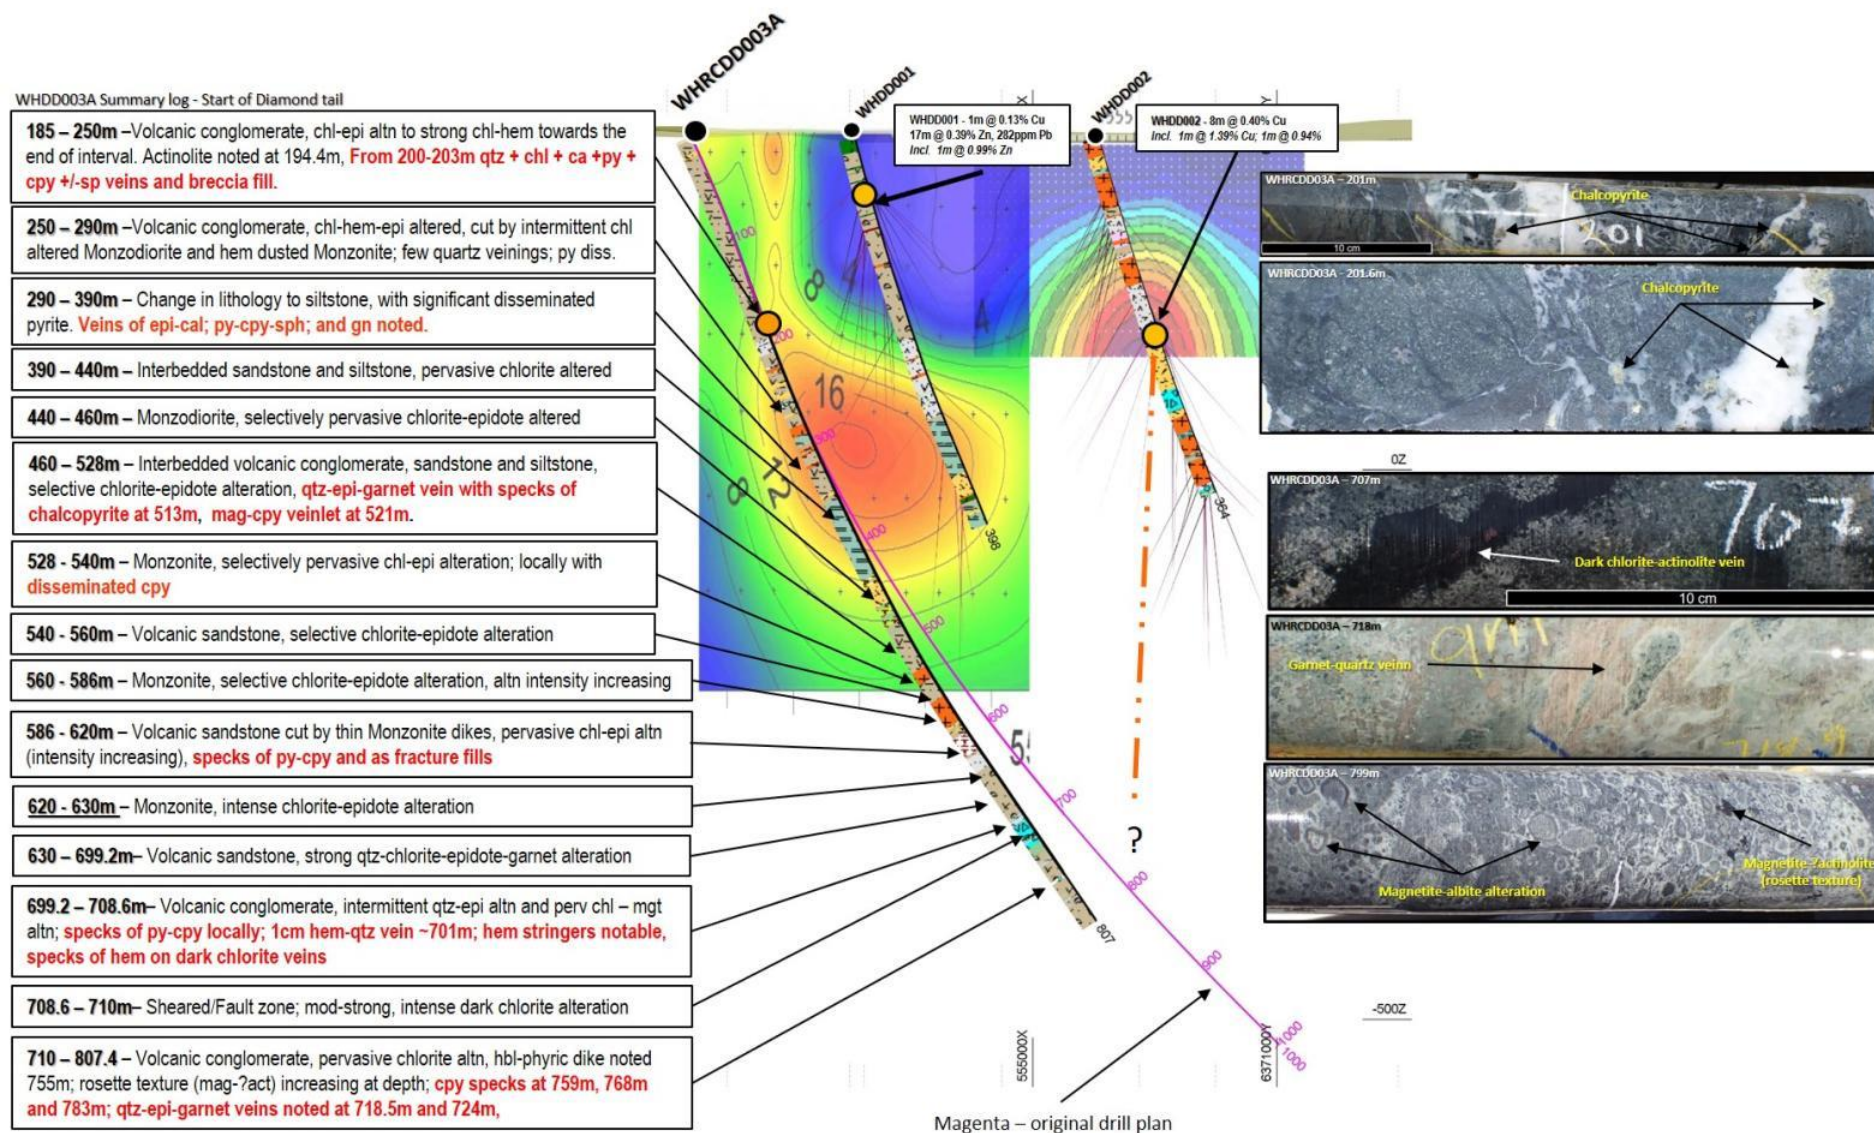 WHRCDD003A
WHDD001
WHDD002
WHDD003A Summary log - Start of Diamond tail
185 – 250m –Volcanic conglomerate, chl-epi altn to strong chl-hem towards the
end of interval. Actinolite noted at 194.4m, From 200-203m qtz + chl + ca +py +
cpy +/-sp veins and breccia fill.
250 – 290m –Volcanic conglomerate, chl-hem-epi altered, cut by intermittent chl
altered Monzodiorite and hem dusted Monzonite; few quartz veinings; py diss.
290 – 390m – Change in lithology to siltstone, with significant disseminated
pyrite. Veins of epi-cal; py-cpy-sph; and gn noted.
390 – 440m – Interbedded sandstone and siltstone, pervasive chlorite altered
440 – 460m – Monzodiorite, selectively pervasive chlorite-epidote altered
460 – 528m – Interbedded volcanic conglomerate, sandstone and siltstone,
selective chlorite-epidote alteration, qtz-epi-garnet vein with specks of
chalcopyrite at 513m, mag-cpy veinlet at 521m.
528 - 540m – Monzonite, selectively pervasive chl-epi alteration; locally with
disseminated cpy
540 - 560m – Volcanic sandstone, selective chlorite-epidote alteration
560 - 586m – Monzonite, selective chlorite-epidote alteration, altn intensity increasing
586 - 620m – Volcanic sandstone cut by thin Monzonite dikes, pervasive chl-epi altn
(intensity increasing), specks of py-cpy and as fracture fills
620 - 630m – Monzonite, intense chlorite-epidote alteration
630 – 699.2m– Volcanic sandstone, strong qtz-chlorite-epidote-garnet alteration
699.2 – 708.6m– Volcanic conglomerate, intermittent qtz-epi altn and perv chl – mgt
altn; specks of py-cpy locally; 1cm hem-qtz vein ~701m; hem stringers notable,
specks of hem on dark chlorite veins
708.6 – 710m– Sheared/Fault zone; mod-strong, intense dark chlorite alteration
710 – 807.4 – Volcanic conglomerate, pervasive chlorite altn, hbl-phyric dike noted
755m; rosette texture (mag-?act) increasing at depth; cpy specks at 759m, 768m
and 783m; qtz-epi-garnet veins noted at 718.5m and 724m,
WHDD001 - 1m @ 0.13% Cu
17m @ 0.39% Zn, 282ppm Pb
Incl. 1m @ 0.99% Zn
WHDD002 - 8m @ 0.40% Cu
Incl. 1m @ 1.39% Cu; 1m @ 0.94%
X
Y
555
100
200
300
400
500
600
700
800
900
1000
1000
8
4
4
16
12
8
398
364
807
55
?
0Z
-500Z
555000X
6371000Y
Magenta – original drill plan
WHRCDD03A – 201m
Chalcopyrite
201
10 cm
WHRCDD03A - 201.6m
Chalcopyrite
WHRCDD03A – 707m
707
Dark chlorite-actinolite vein
10 cm
WHRCDD03A – 718m
Garnet-quartz veinn
WHRCDD03A – 799m
Magnetite-albite alteration
Magnetite-?actinolite
(rosette texture)